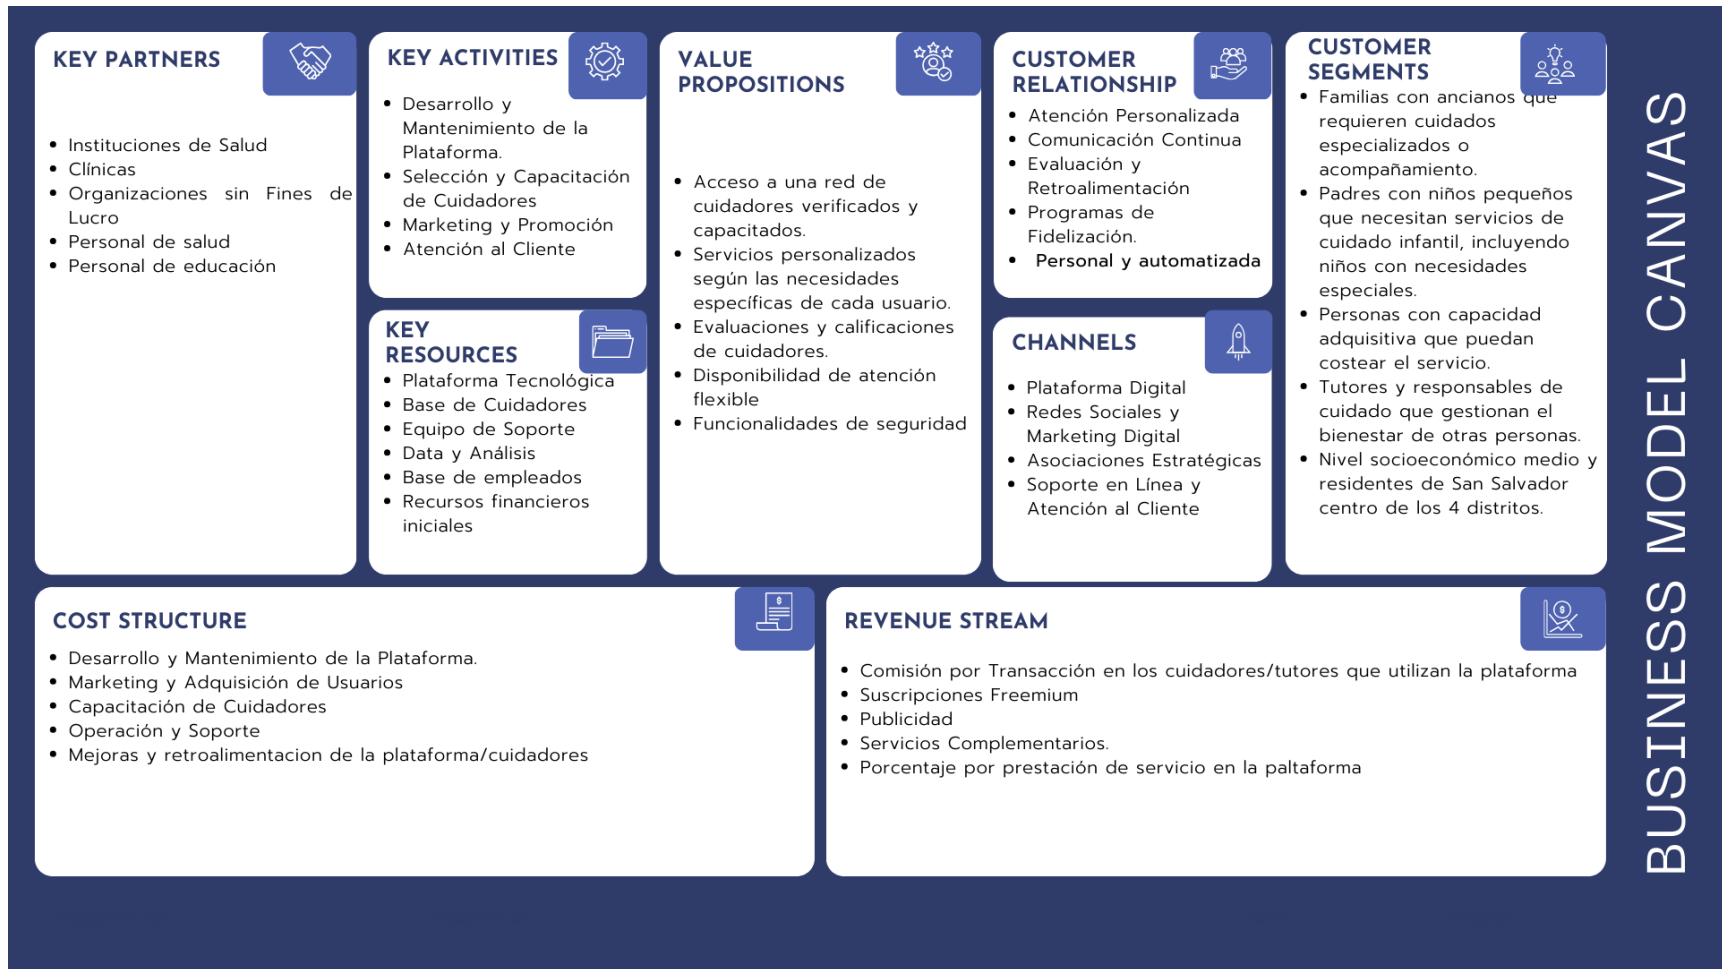 KEY PARTNERS
• Instituciones de Salud
• Clínicas
• Organizaciones sin Fines de
Lucro
• Personal de salud
• Personal de educación
KEY ACTIVITIES
• Desarrollo y
Mantenimiento de la
Plataforma.
• Selección y Capacitación
de Cuidadores
• Marketing y Promoción
• Atención al Cliente
KEY
RESOURCES
• Plataforma Tecnológica
• Base de Cuidadores
• Equipo de Soporte
• Data y Análisis
• Base de empleados
• Recursos financieros
iniciales
VALUE
PROPOSITIONS
• Acceso a una red de
cuidadores verificados y
capacitados.
• Servicios personalizados
según las necesidades
específicas de cada usuario.
• Evaluaciones y calificaciones
de cuidadores.
• Disponibilidad de atención
flexible
• Funcionalidades de seguridad
CUSTOMER
RELATIONSHIP
• Atención Personalizada
• Comunicación Continua
• Evaluación y
Retroalimentación
• Programas de
Fidelización.
• Personal y automatizada
CHANNELS
• Plataforma Digital
• Redes Sociales y
Marketing Digital
• Asociaciones Estratégicas
• Soporte en Línea y
Atención al Cliente
CUSTOMER
SEGMENTS
• Familias con ancianos que
requieren cuidados
especializados o
acompañamiento.
• Padres con niños pequeños
que necesitan servicios de
cuidado infantil, incluyendo
niños con necesidades
especiales.
• Personas con capacidad
adquisitiva que puedan
costear el servicio.
• Tutores y responsables de
cuidado que gestionan el
bienestar de otras personas.
• Nivel socioeconómico medio y
residentes de San Salvador
centro de los 4 distritos.
COST STRUCTURE
• Desarrollo y Mantenimiento de la Plataforma.
• Marketing y Adquisición de Usuarios
• Capacitación de Cuidadores
• Operación y Soporte
• Mejoras y retroalimentacion de la plataforma/cuidadores
REVENUE STREAM
• Comisión por Transacción en los cuidadores/tutores que utilizan la plataforma
• Suscripciones Freemium
• Publicidad
• Servicios Complementarios.
• Porcentaje por prestación de servicio en la paltaforma
BUSINESS MODEL CANVAS